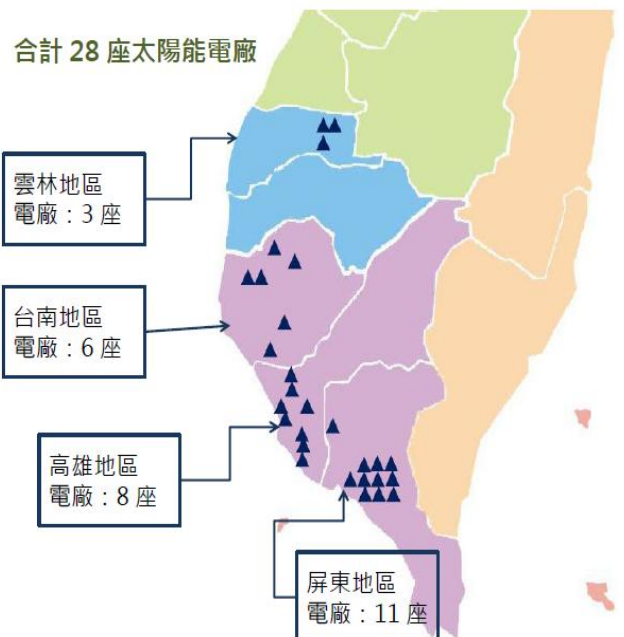 合計 28 座太陽能電廠
雲林地區
電廠：3 座
台南地區
電廠：6 座
高雄地區
電廠：8 座
屏東地區
電廠：11 座